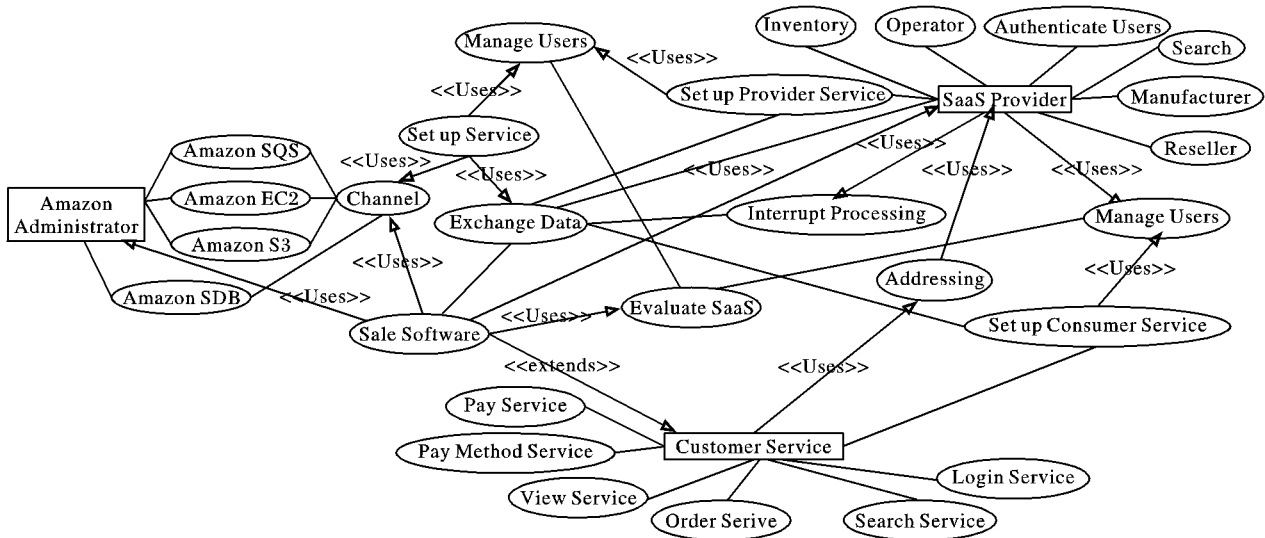 Inventory
Operator
Authenticate Users
Search
Manage Users
<<Uses>>
Set up Provider Service
SaaS Provider
Manufacturer
<<Uses>>
Set up Service
<<Uses>>
Reseller
Amazon SQS
<<Uses>>
<<Uses>>
<<Uses>>
<<Uses>>
Amazon
Administrator
Amazon EC2
Channel
Exchange Data
Interrupt Processing
Manage Users
Amazon S3
<<Uses>>
<<Uses>>
Addressing
Amazon SDB
<<Uses>>
Evaluate SaaS
<<Uses>>
Sale Software
Set up Consumer Service
<<extends>>
<<Uses>>
Pay Service
Pay Method Service
Customer Service
View Service
Login Service
Order Serive
Search Service